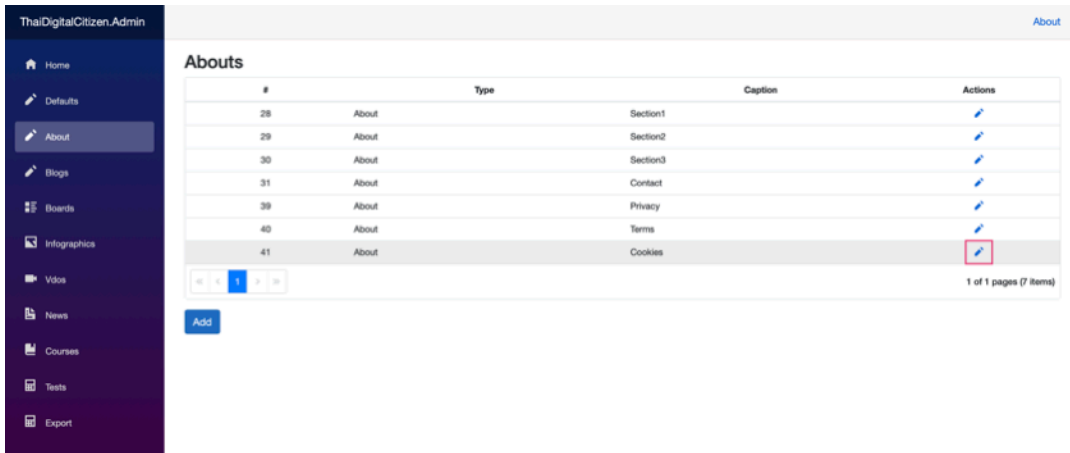 ThaiDigitalCitizen.Admin
About
Home
Defaults
About
Blogs
Boards
Infographics
Vdos
News
Courses
Tests
Export
Abouts
# Type Caption Actions
28 About Section1
29 About Section2
30 About Section3
31 About Contact
39 About Privacy
40 About Terms
41 About Cookies
« ‹ 1 › »
1 of 1 pages (7 items)
Add